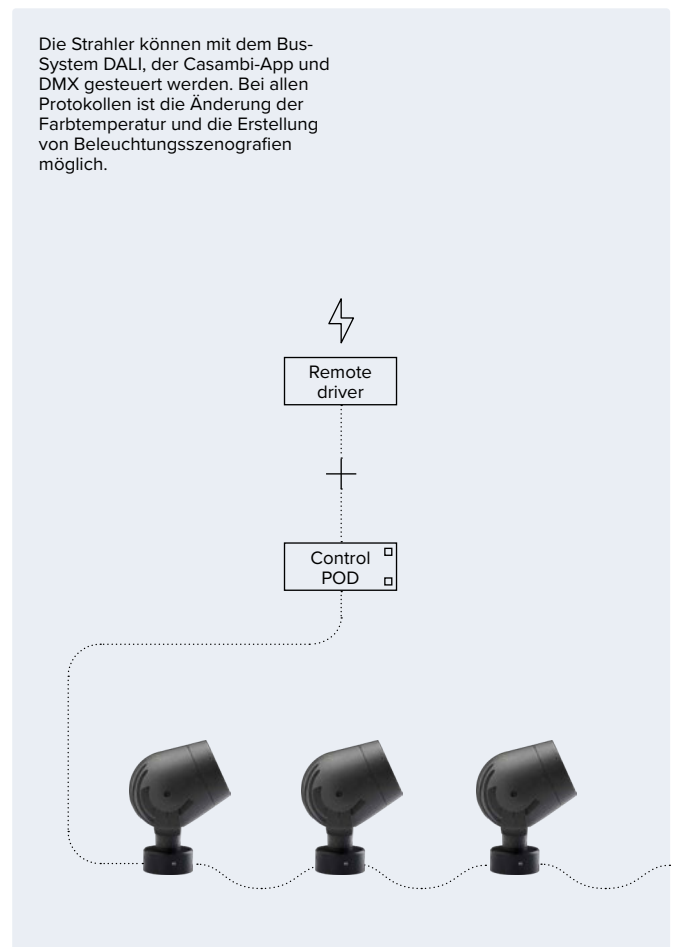 Die Strahler können mit dem Bus-
System DALI, der Casambi-App und
DMX gesteuert werden. Bei allen
Protokollen ist die Änderung der
Farbtemperatur und die Erstellung
von Beleuchtungsszenografien
möglich.
Remote
driver
Control
POD